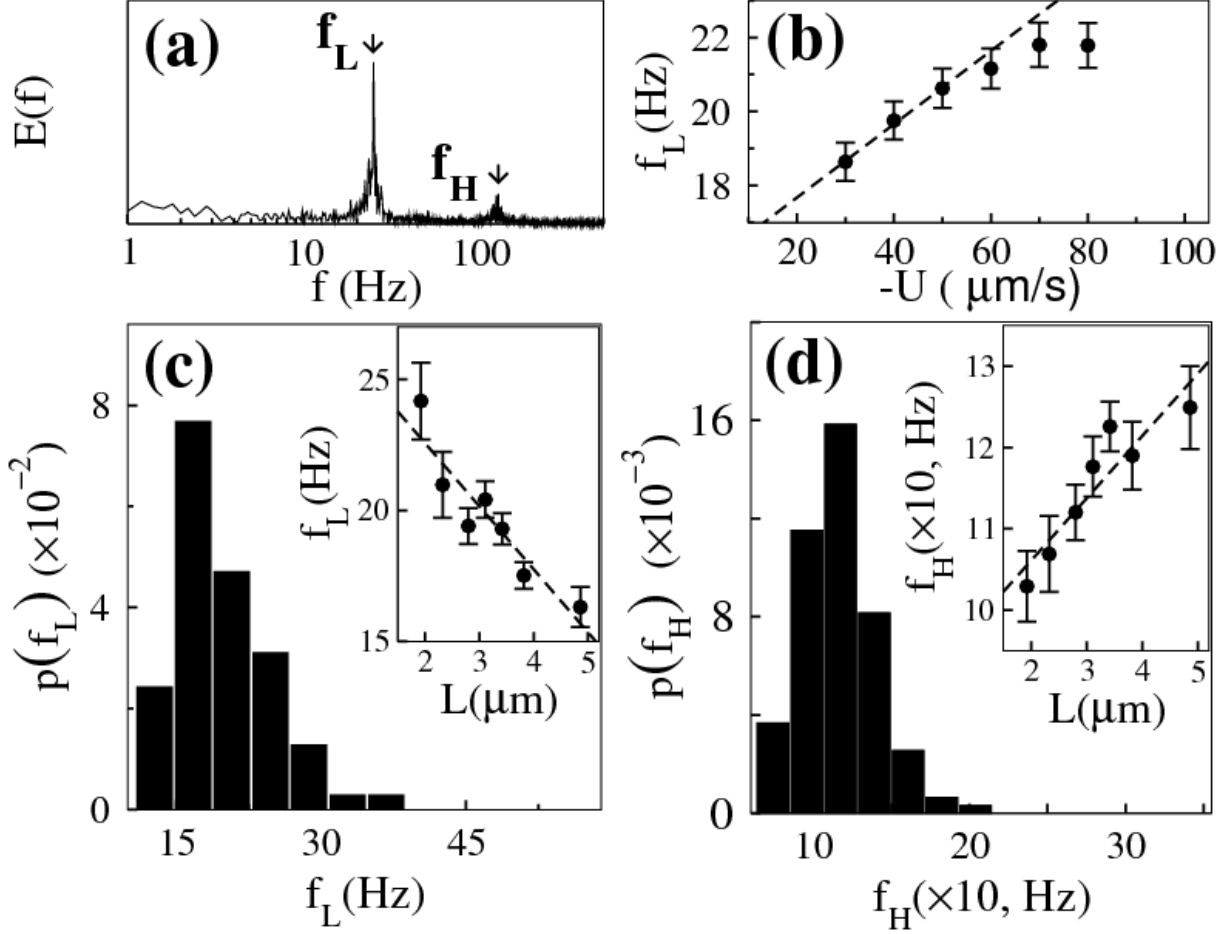 (a)
f_L
f_H
E(f)
1 10 100
f (Hz)
(b)
f_L(Hz)
22
20
18
20 40 60 80 100
-U ( μm/s)
(c)
p(f_L) (×10^−2)
8
4
0
15 30 45
f_L(Hz)
f_L(Hz)
25
20
15
2 3 4 5
L(μm)
(d)
p(f_H) (×10^−3)
16
8
0
10 20 30
f_H(×10, Hz)
f_H(×10, Hz)
13
12
11
10
2 3 4 5
L(μm)